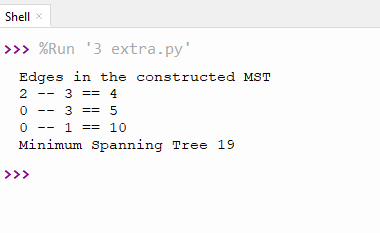 Shell ×
>>> %Run '3 extra.py'
Edges in the constructed MST
2 -- 3 == 4
0 -- 3 == 5
0 -- 1 == 10
Minimum Spanning Tree 19
>>>